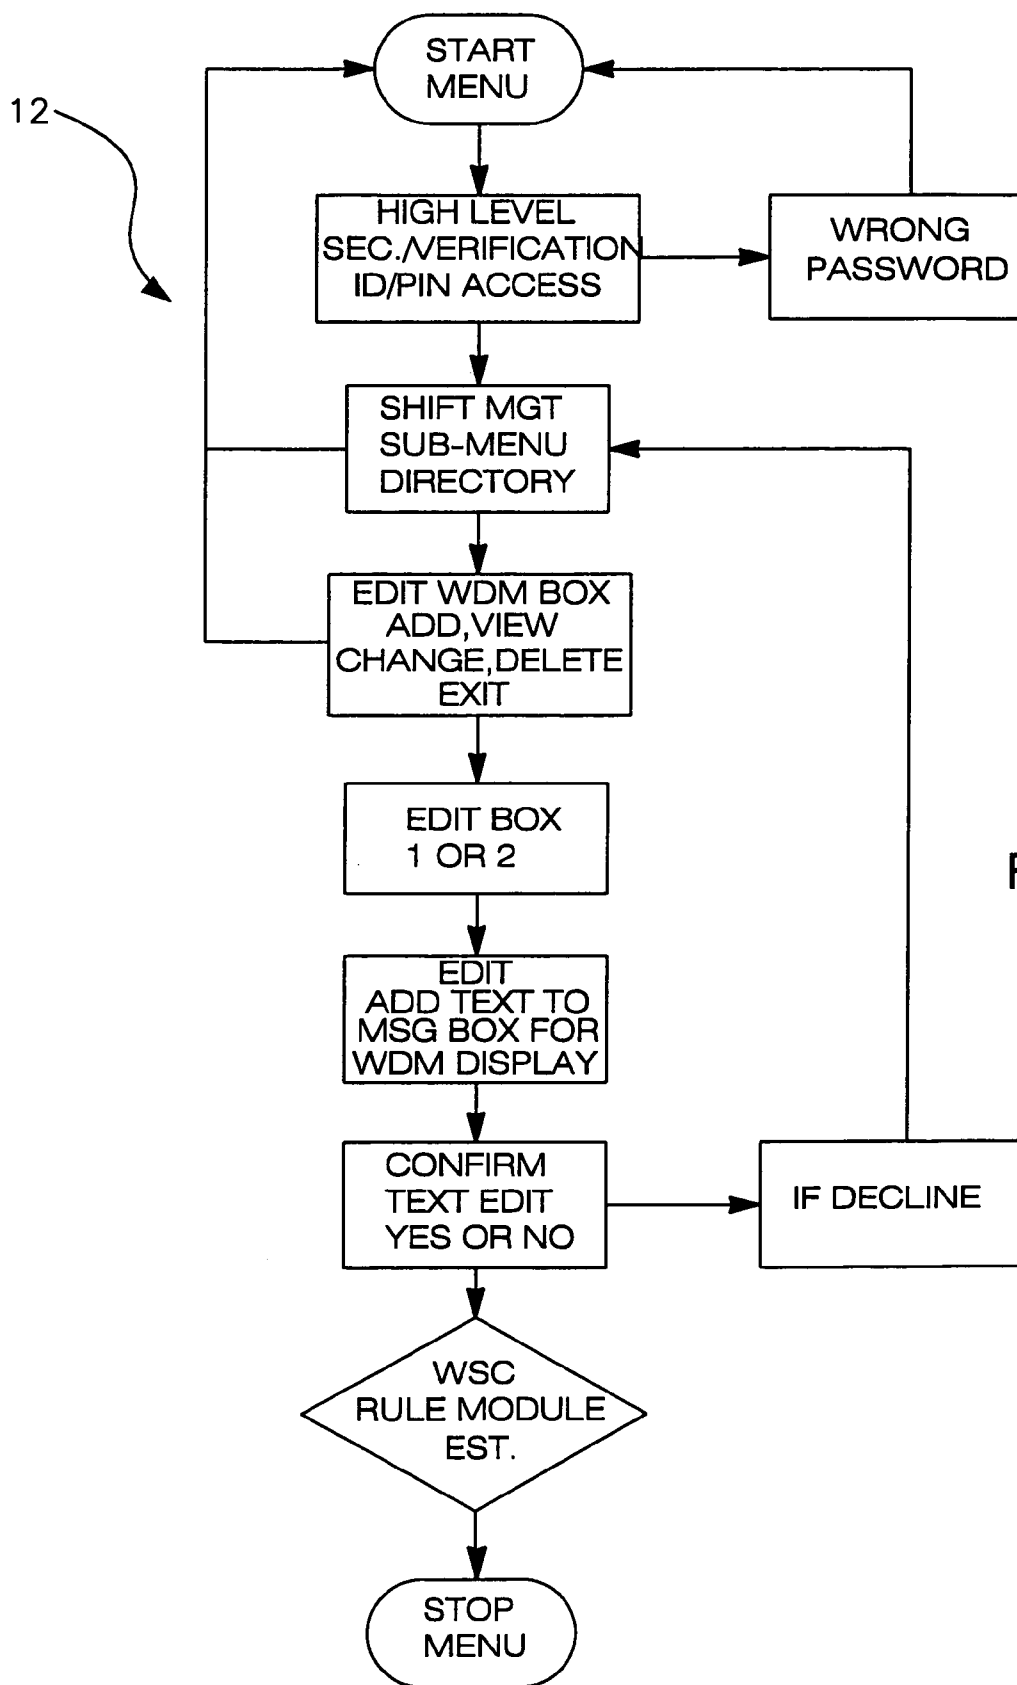 START
MENU
12
HIGH LEVEL
SEC./VERIFICATION
ID/PIN ACCESS
WRONG
PASSWORD
SHIFT MGT
SUB-MENU
DIRECTORY
EDIT WDM BOX
ADD,VIEW
CHANGE,DELETE
EXIT
EDIT BOX
1 OR 2
EDIT
ADD TEXT TO
MSG BOX FOR
WDM DISPLAY
CONFIRM
TEXT EDIT
YES OR NO
IF DECLINE
WSC
RULE MODULE
EST.
STOP
MENU